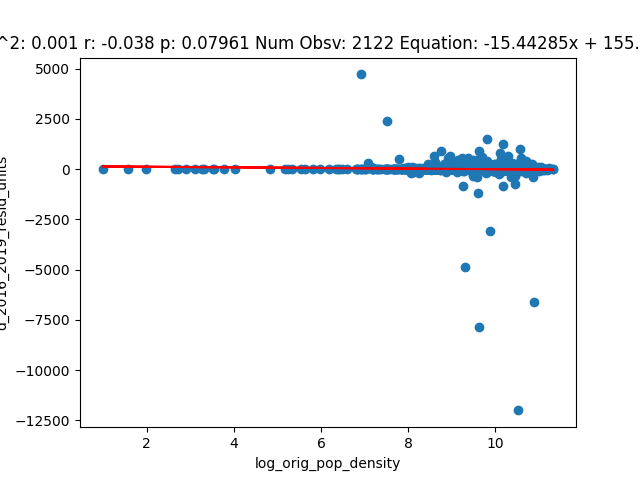 ^2: 0.001 r: -0.038 p: 0.07961 Num Obsv: 2122 Equation: -15.44285x + 155.
5000
2500
0
−2500
−5000
−7500
−10000
−12500
d_2016_2019_resid_units
2 4 6 8 10
log_orig_pop_density